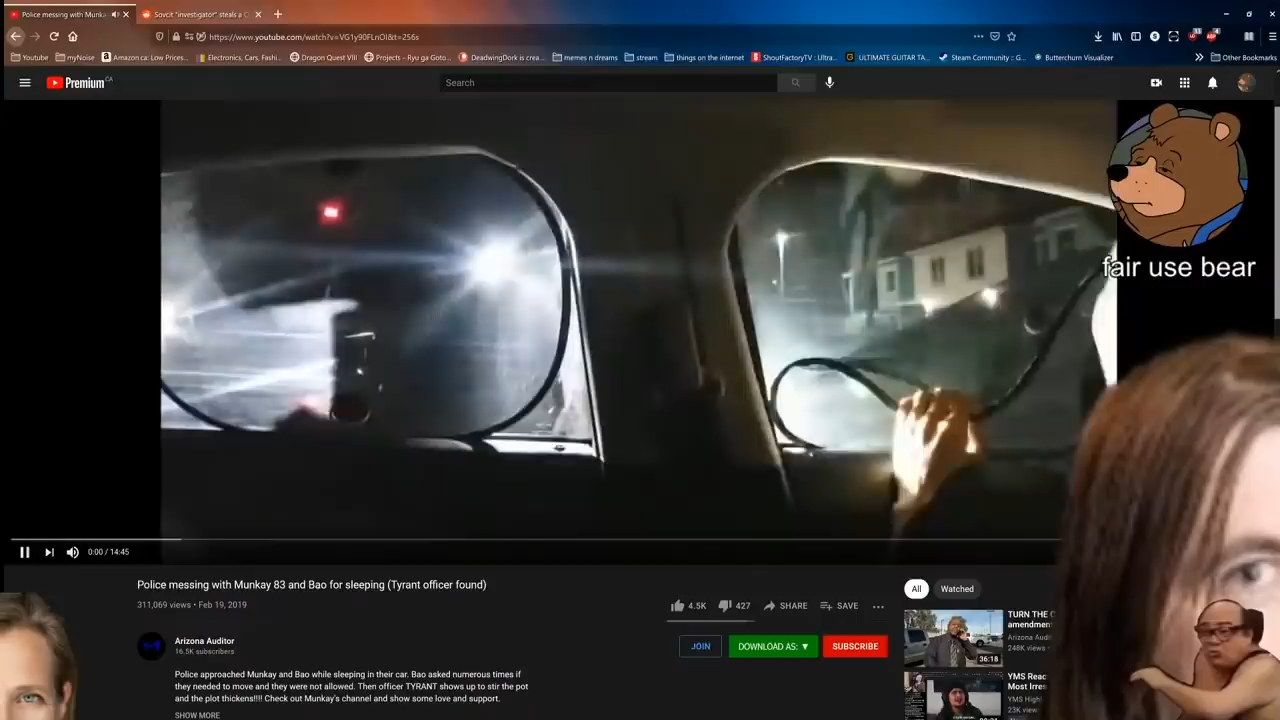 Police messing with Munka
Sovcit "investigator" steals a C
https://www.youtube.com/watch?v=VG1y90FLnOI&t=256s
Youtube
myNoise
Amazon.ca: Low Prices...
Electronics, Cars, Fashi...
Dragon Quest VIII
Projects - Ryu ga Goto...
DeadwingDork is crea...
memes n dreams
stream
things on the internet
ShoutFactoryTV : Ultra...
ULTIMATE GUITAR TA...
Steam Community :: G...
Butterchurn Visualizer
Other Bookmarks
Premium CA
Search
fair use bear
0:00 / 14:45
Police messing with Munkay 83 and Bao for sleeping (Tyrant officer found)
311,069 views • Feb 19, 2019
4.5K
427
SHARE
SAVE
All
Watched
Arizona Auditor
16.5K subscribers
JOIN
DOWNLOAD AS: ▼
SUBSCRIBE
Police approached Munkay and Bao while sleeping in their car. Bao asked numerous times if
they needed to move and they were not allowed. Then officer TYRANT shows up to stir the pot
and the plot thickens!!!! Check out Munkay's channel and show some love and support.
SHOW MORE
TURN THE C
amendmen
Arizona Audi
248K views
36:18
YMS Reac
Most Irres
YMS Highl
23K view